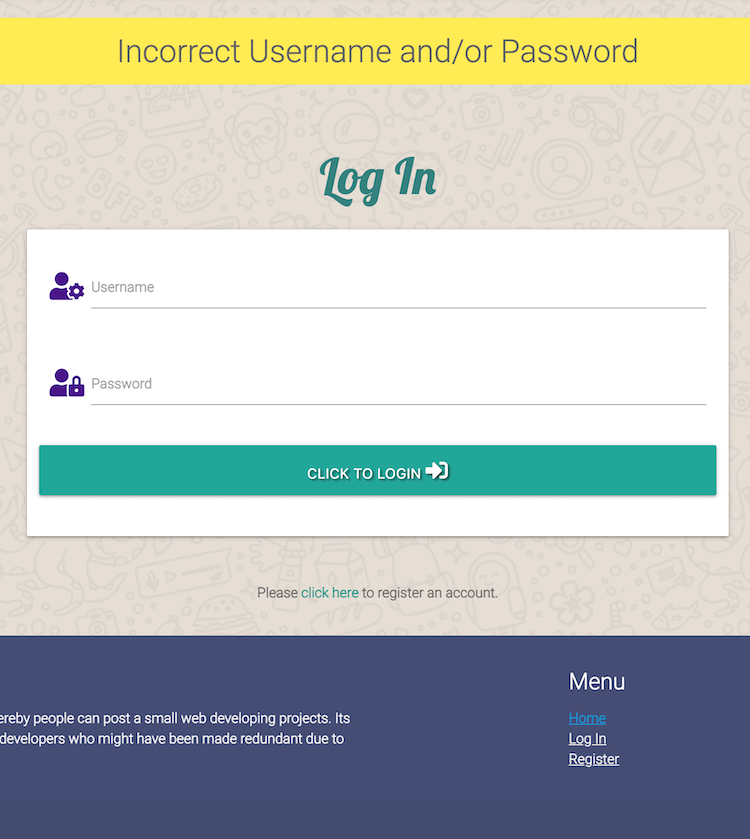 Incorrect Username and/or Password
Log In
Username
Password
CLICK TO LOGIN
Please click here to register an account.
Menu
ereby people can post a small web developing projects. Its
developers who might have been made redundant due to
Home
Log In
Register